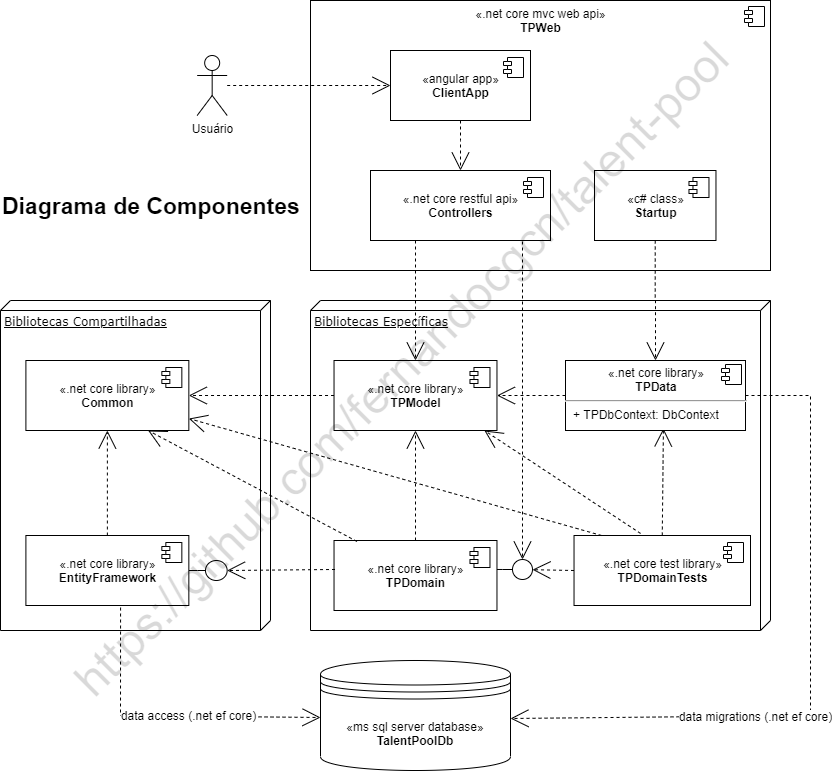 «.net core mvc web api»
TPWeb
«angular app»
ClientApp
Usuário
«.net core restful api»
Controllers
«c# class»
Startup
Diagrama de Componentes
Bibliotecas Compartilhadas
Bibliotecas Específicas
«.net core library»
Common
«.net core library»
TPModel
«.net core library»
TPData
+ TPDbContext: DbContext
«.net core library»
EntityFramework
«.net core library»
TPDomain
«.net core test library»
TPDomainTests
data access (.net ef core)
«ms sql server database»
TalentPoolDb
data migrations (.net ef core)
https://github.com/fernandocgcn/talent-pool